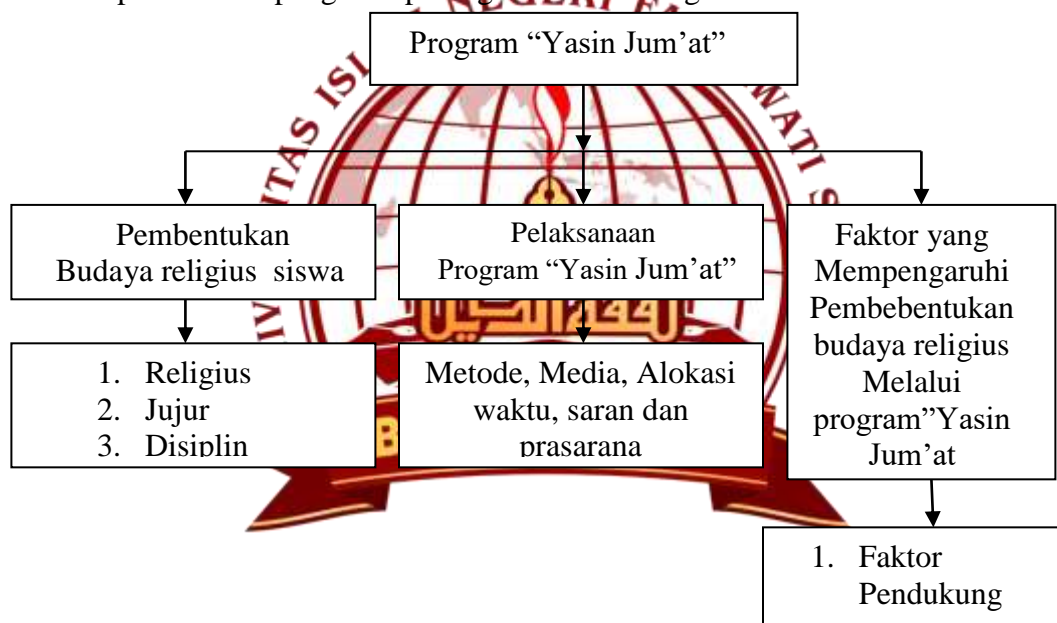 Program “Yasin Jum’at”
Pembentukan
Budaya religius siswa
Pelaksanaan
Program “Yasin Jum’at”
Faktor yang
Mempengaruhi
Pembebentukan
budaya religius
Melalui
program”Yasin
Jum’at
1. Religius
2. Jujur
3. Disiplin
Metode, Media, Alokasi
waktu, saran dan
prasarana
1. Faktor
Pendukung